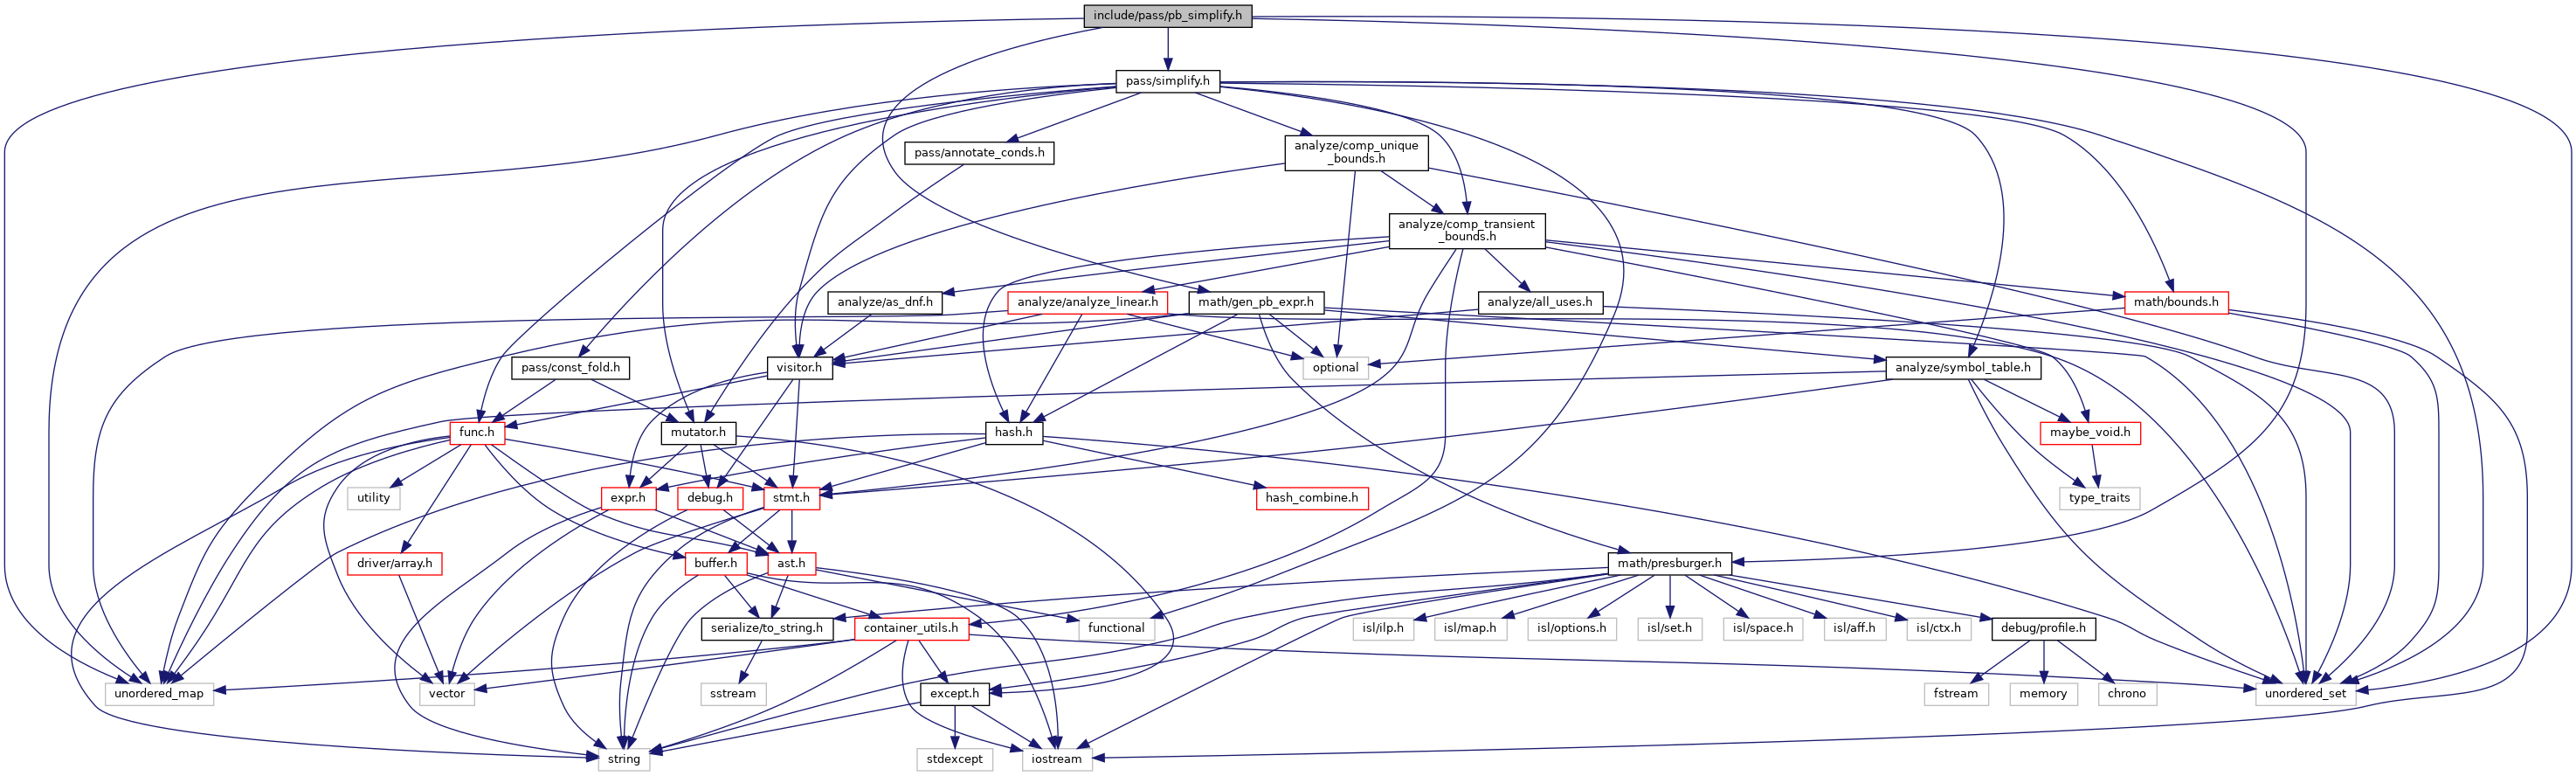 include/pass/pb_simplify.h
pass/simplify.h
pass/annotate_conds.h
analyze/comp_unique
_bounds.h
analyze/comp_transient
_bounds.h
analyze/as_dnf.h
analyze/analyze_linear.h
math/gen_pb_expr.h
analyze/all_uses.h
math/bounds.h
pass/const_fold.h
visitor.h
optional
analyze/symbol_table.h
func.h
mutator.h
hash.h
maybe_void.h
utility
expr.h
debug.h
stmt.h
hash_combine.h
type_traits
driver/array.h
buffer.h
ast.h
math/presburger.h
serialize/to_string.h
container_utils.h
functional
isl/ilp.h
isl/map.h
isl/options.h
isl/set.h
isl/space.h
isl/aff.h
isl/ctx.h
debug/profile.h
unordered_map
vector
sstream
except.h
fstream
memory
chrono
unordered_set
string
stdexcept
iostream